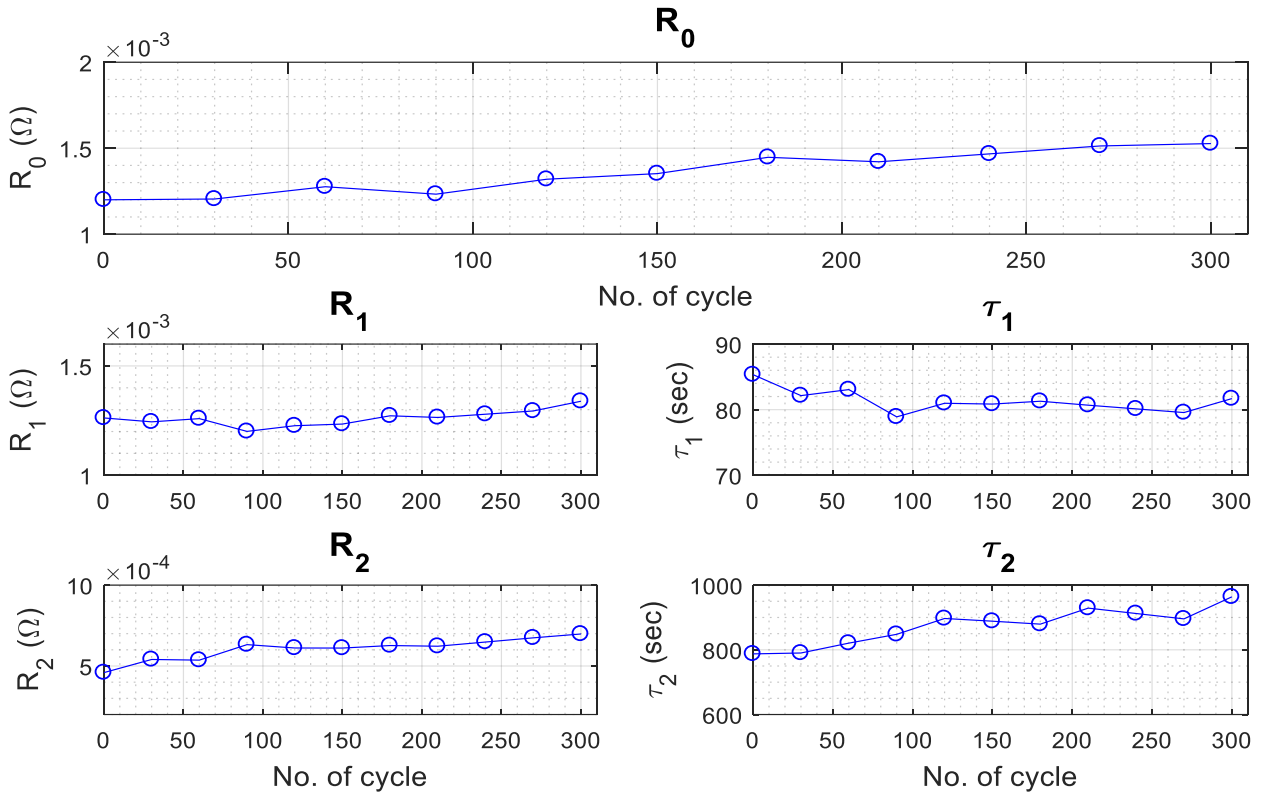 R₀
×10⁻³
2
1.5
1
R₀ (Ω)
0 50 100 150 200 250 300
No. of cycle
R₁
×10⁻³
1.5
1
R₁ (Ω)
0 50 100 150 200 250 300
τ₁
90
80
70
τ₁ (sec)
0 50 100 150 200 250 300
R₂
×10⁻⁴
10
5
R₂ (Ω)
0 50 100 150 200 250 300
No. of cycle
τ₂
1000
800
600
τ₂ (sec)
0 50 100 150 200 250 300
No. of cycle